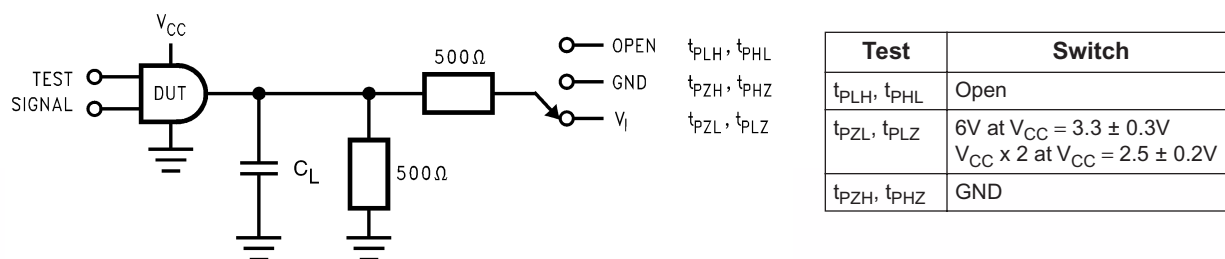 V_CC
TEST
SIGNAL
DUT
C_L
500Ω
500Ω
OPEN t_PLH, t_PHL
GND t_PZH, t_PHZ
V_I t_PZL, t_PLZ
Test Switch
t_PLH, t_PHL Open
t_PZL, t_PLZ 6V at V_CC = 3.3 ± 0.3V
V_CC x 2 at V_CC = 2.5 ± 0.2V
t_PZH, t_PHZ GND